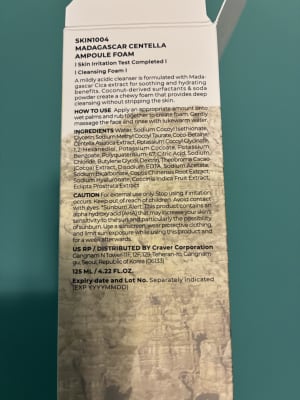 SKIN1004
MADAGASCAR CENTELLA
AMPOULE FOAM
| Skin Irritation Test Completed |
| Cleansing Foam |
A mildly acidic cleanser is formulated with Mada-
gascar Cica extract for soothing and hydrating
benefits. Coconut-derived surfactants & soda
powder create a chewy foam that provides deep
cleansing without stripping the skin.
HOW TO USE Apply an appropriate amount onto
wet palms and rub together to create foam. Gently
massage the face and rinse with lukewarm water.
INGREDIENTS Water, Sodium Cocoyl Isethionate,
Glycerin, Sodium Methyl Cocoyl Taurate, Coco-Betaine,
Centella Asiatica Extract, Potassium Cocoyl Glycinate,
1,2-Hexanediol, Potassium Cocoate, Potassium
Benzoate, Polyquaternium-67, Citric Acid, Sodium
Chloride, Butylene Glycol, Dextrin, Theobroma Cacao
Extract, Disodium EDTA, Sodium Acetate,
Sodium Bicarbonate, Coptis Chinensis Root Extract,
Sodium Hyaluronate, Coccinia Indica Fruit Extract,
Eclipta Prostrata Extract
CAUTION For external use only. Stop using, if irritation
occurs. Keep out of reach of children. Avoid contact
with eyes. *Sunburn Alert: This product contains an
alpha hydroxy acid (AHA) that may increase your skin's
sensitivity to the sun and particularly the possibility
of sunburn. Use a sunscreen, wear protective clothing,
and limit sun exposure while using this product and
for a week afterwards.
US RP / DISTRIBUTED BY Craver Corporation
Gangnam N Tower 11F, 12F, 129, Teheran-ro, Gangnam-
gu, Seoul, Republic of Korea (06133)
125 ML / 4.22 FL.OZ.
Expiry-date and Lot No. Separately indicated
(EXP YYYYMMDD)